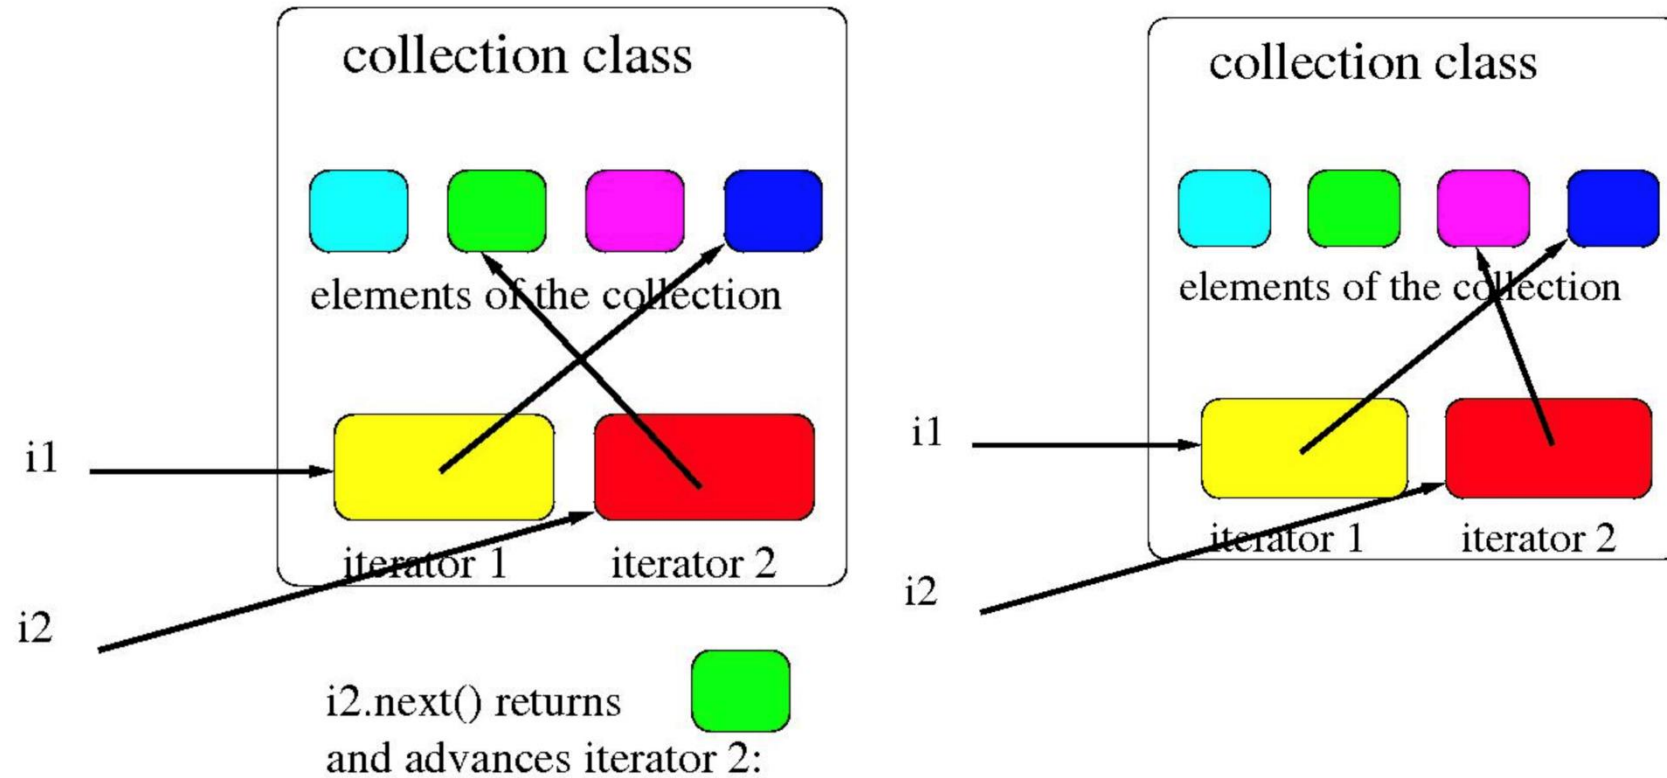 collection class
elements of the collection
i1
iterator 1
iterator 2
i2
i2.next() returns
and advances iterator 2:
collection class
elements of the collection
i1
iterator 1
iterator 2
i2